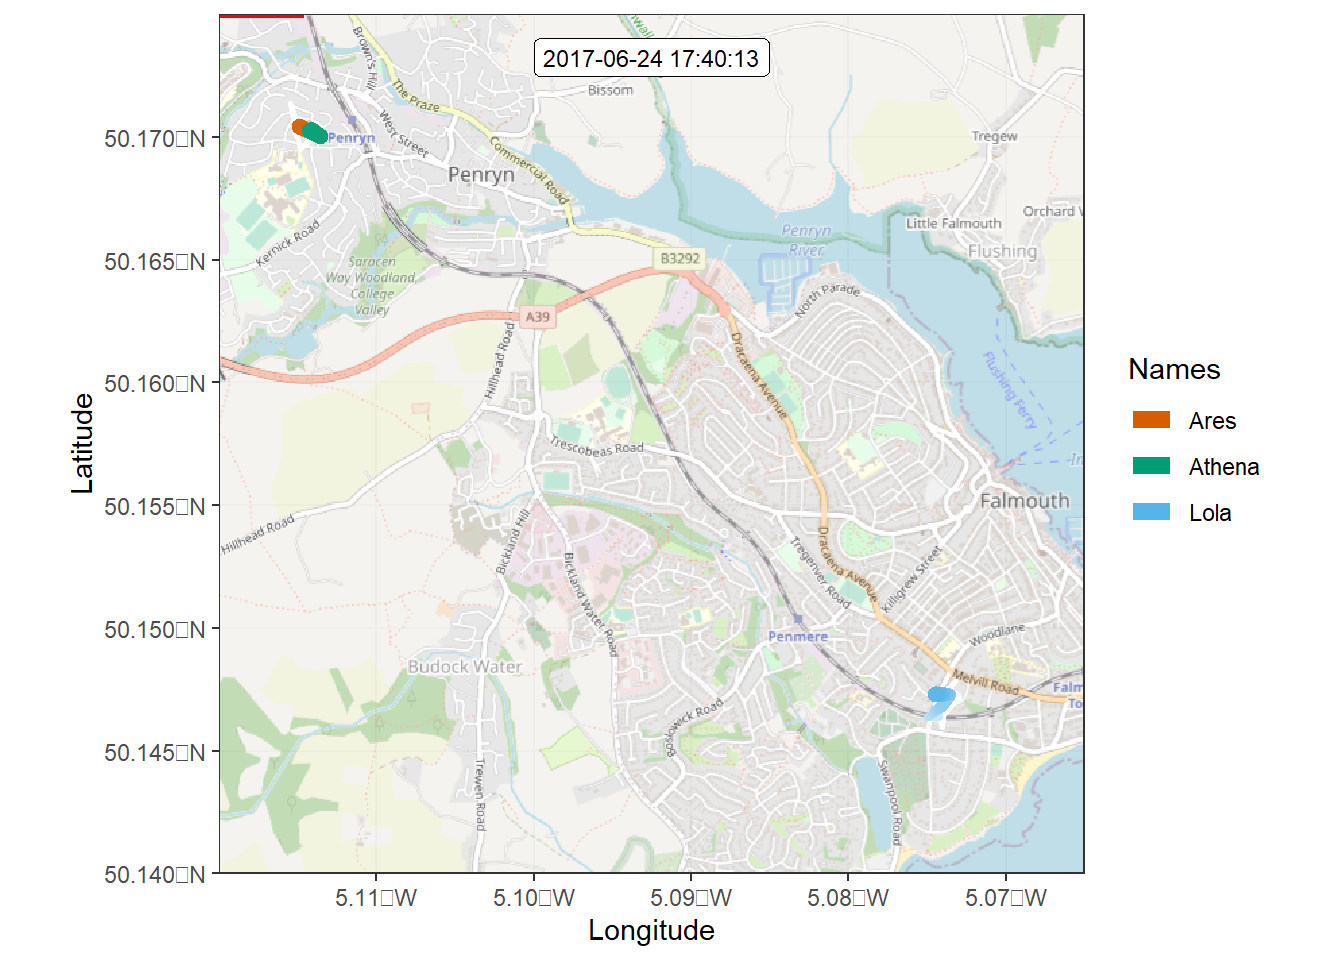 2017-06-24 17:40:13
Brown's Hill
The Praze
West Street
Commercial Road
Bissom
Tregew
Penryn
Penryn
Kernick Road
Saracen
Way Woodland,
College
Valley
Penryn
River
Little Falmouth
Orchard
Flushing
B3292
A39
North Parade
Hillhead Road
Dracaena Avenue
Flushing Ferry
Trescobeas Road
Falmouth
Hillhead Road
Bickland Hill
Bickland Water Road
Tregenver Road
Dracaena Avenue
Killigrew Street
Penmere
Woodlane
Budock Water
Melvill Road
Boslowick Road
Swanpool Road
Trewen Road
50.170□N
50.165□N
50.160□N
50.155□N
50.150□N
50.145□N
50.140□N
5.11□W
5.10□W
5.09□W
5.08□W
5.07□W
Latitude
Longitude
Names
Ares
Athena
Lola